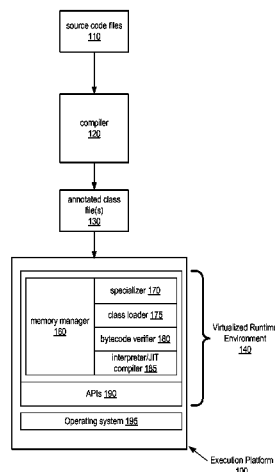 source code files
110
compiler
120
annotated class
file(s)
130
memory manager
160
specializer 170
class loader 175
bytecode verifier 180
interpreter/JIT
compiler 185
APIs 190
Operating system 195
Virtualized Runtime
Environment
140
Execution Platform